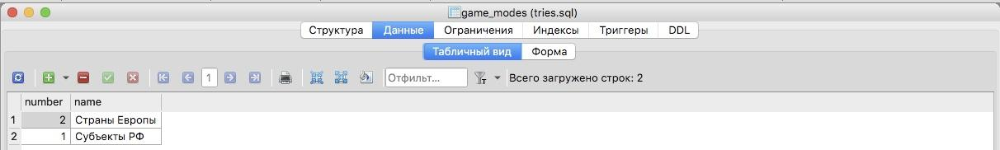 game_modes (tries.sql)
Структура Данные Ограничения Индексы Триггеры DDL
Табличный вид Форма
1 Отфильт... T Всего загружено строк: 2
number name
1 2 Страны Европы
2 1 Субъекты РФ